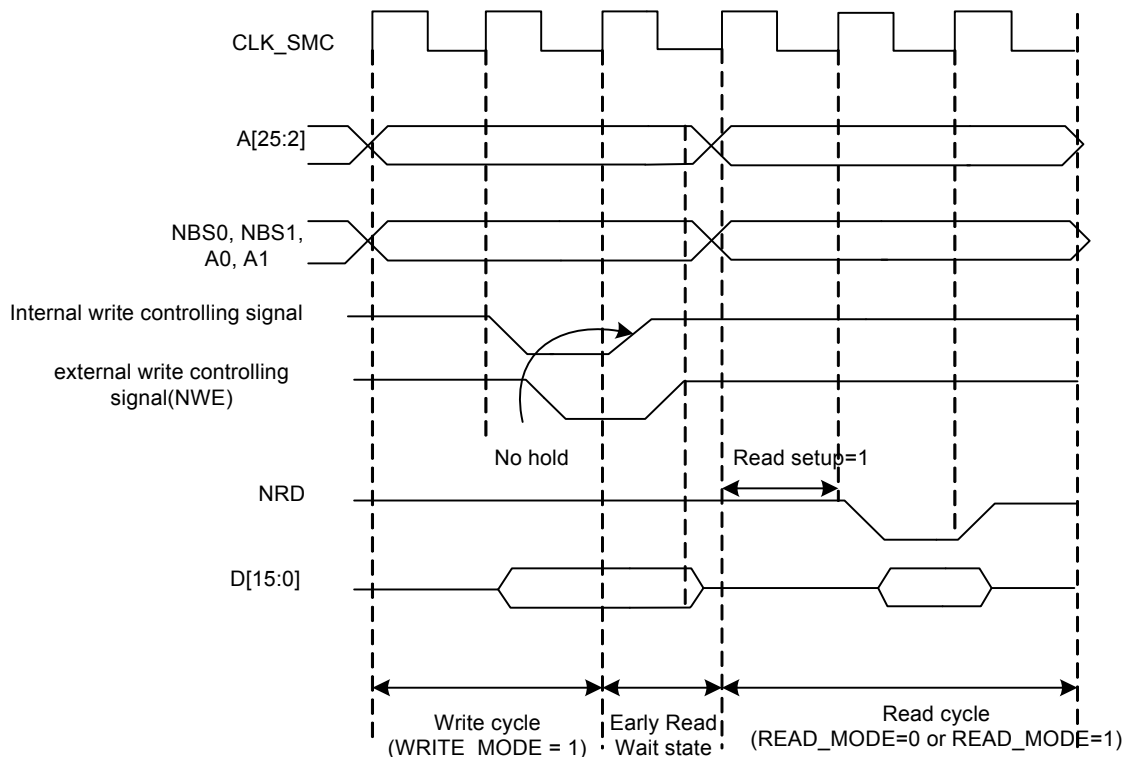 CLK_SMC
A[25:2]
NBS0, NBS1,
A0, A1
Internal write controlling signal
external write controlling
signal(NWE)
No hold
Read setup=1
NRD
D[15:0]
Write cycle
(WRITE_MODE = 1)
Early Read
Wait state
Read cycle
(READ_MODE=0 or READ_MODE=1)